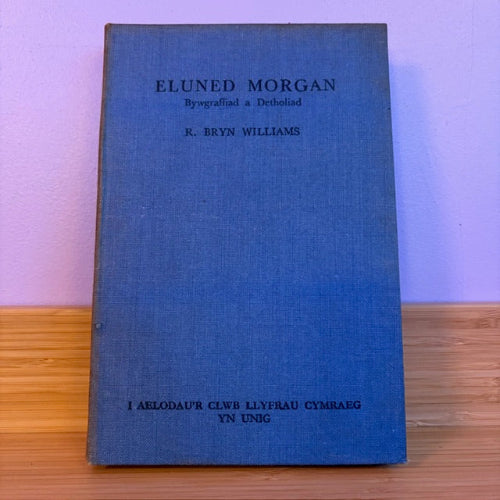 ELUNED MORGAN
Bywgraffiad a Detholiad
R. BRYN WILLIAMS
I AELODAU'R CLWB LLYFRAU CYMRAEG
YN UNIG